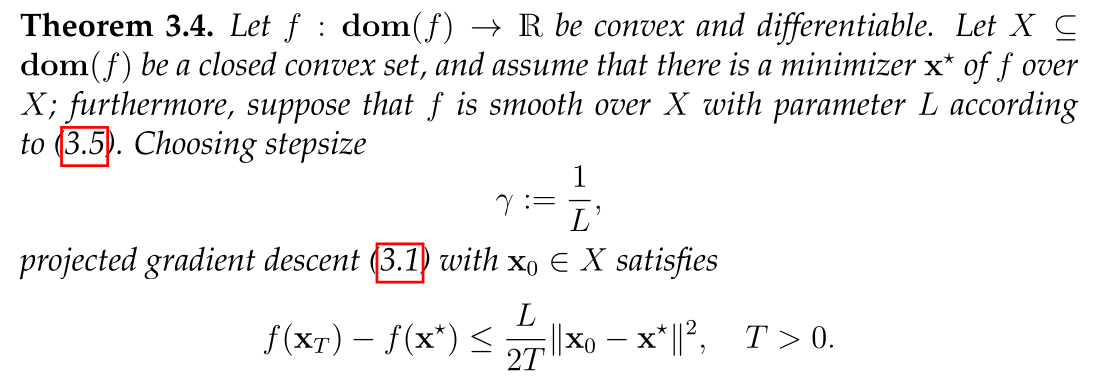 Theorem 3.4. Let f : dom(f) → ℝ be convex and differentiable. Let X ⊆
dom(f) be a closed convex set, and assume that there is a minimizer x⋆ of f over
X; furthermore, suppose that f is smooth over X with parameter L according
to (3.5). Choosing stepsize
γ := 1/L,
projected gradient descent (3.1) with x₀ ∈ X satisfies
f(x_T) − f(x⋆) ≤ L/2T ‖x₀ − x⋆‖², T > 0.